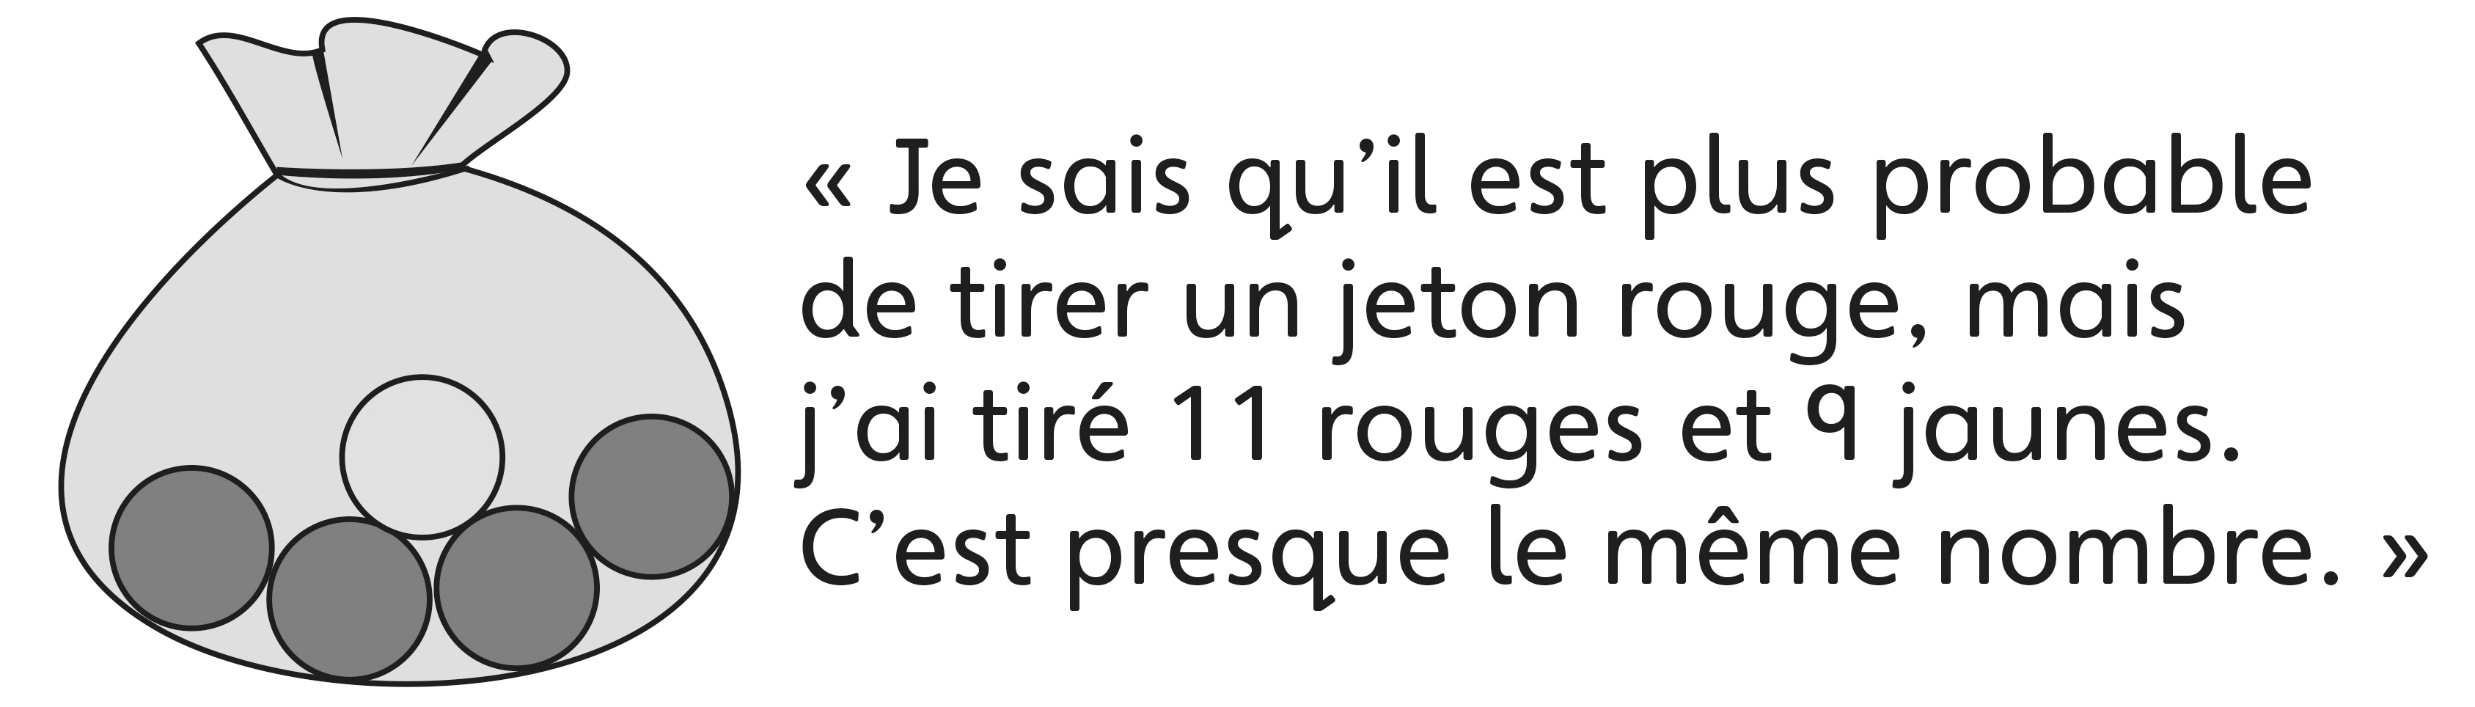 « Je sais qu’il est plus probable
de tirer un jeton rouge, mais
j’ai tiré 11 rouges et 9 jaunes.
C’est presque le même nombre. »